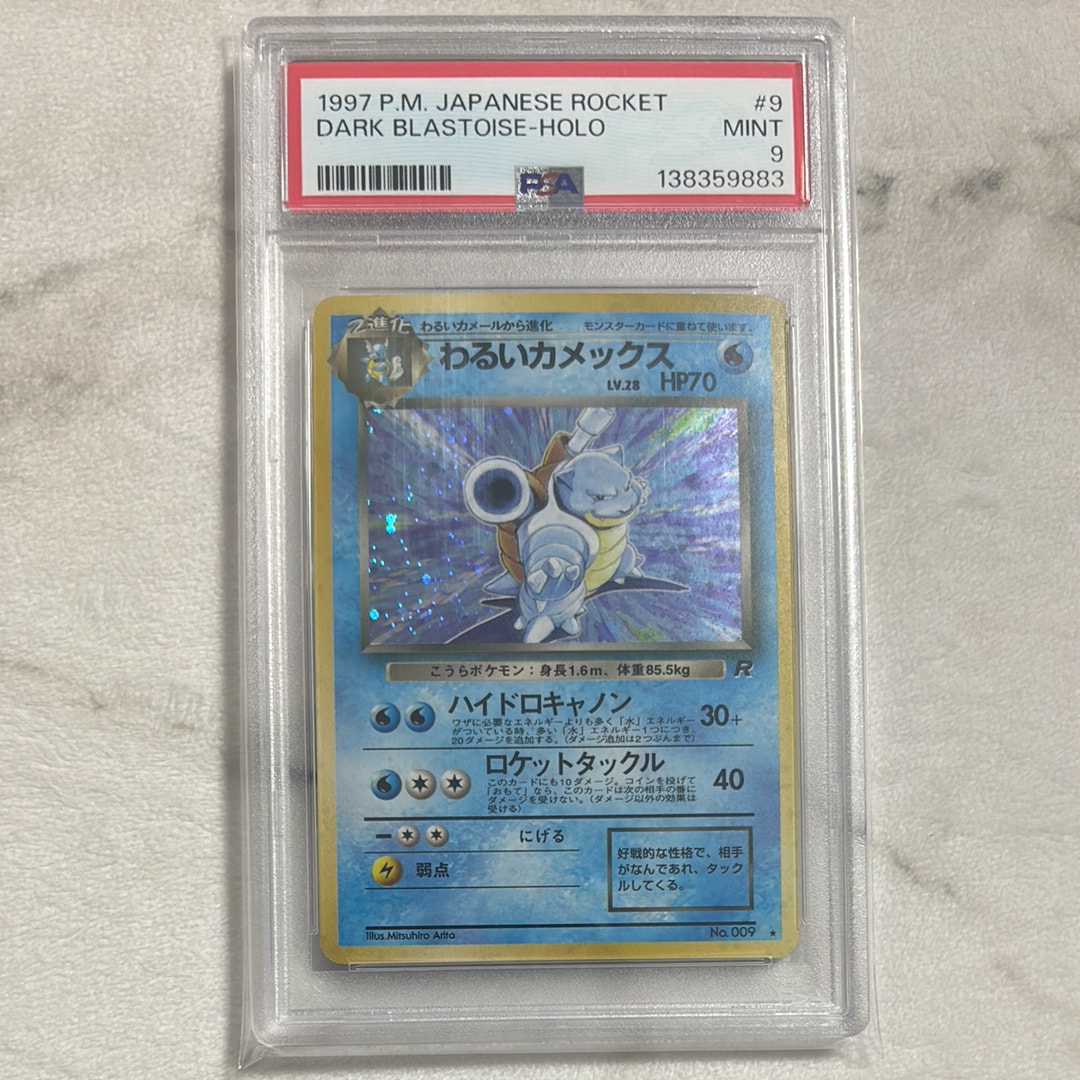 1997 P.M. JAPANESE ROCKET #9
DARK BLASTOISE-HOLO MINT
9
PSA 138359883
2進化 わるいカメールから進化 モンスターカードに重ねて使います。
わるいカメックス
LV.28 HP70
こうらポケモン：身長1.6m、体重85.5kg R
ハイドロキャノン
ワザに必要なエネルギーよりも多く「水」エネルギー
がついている時、多い「水」エネルギー1つにつき、
20ダメージを追加する。（ダメージ追加は2つぶんまで）
30+
ロケットタックル
このカードにも10ダメージ。コインを投げて
「おもて」なら、このカードは次の相手の番に
ダメージを受けない。（ダメージ以外の効果は
受ける）
40
にげる
弱点
好戦的な性格で、相手
がなんであれ、タック
ルしてくる。
Illus.Mitsuhiro Arita No. 009 ★